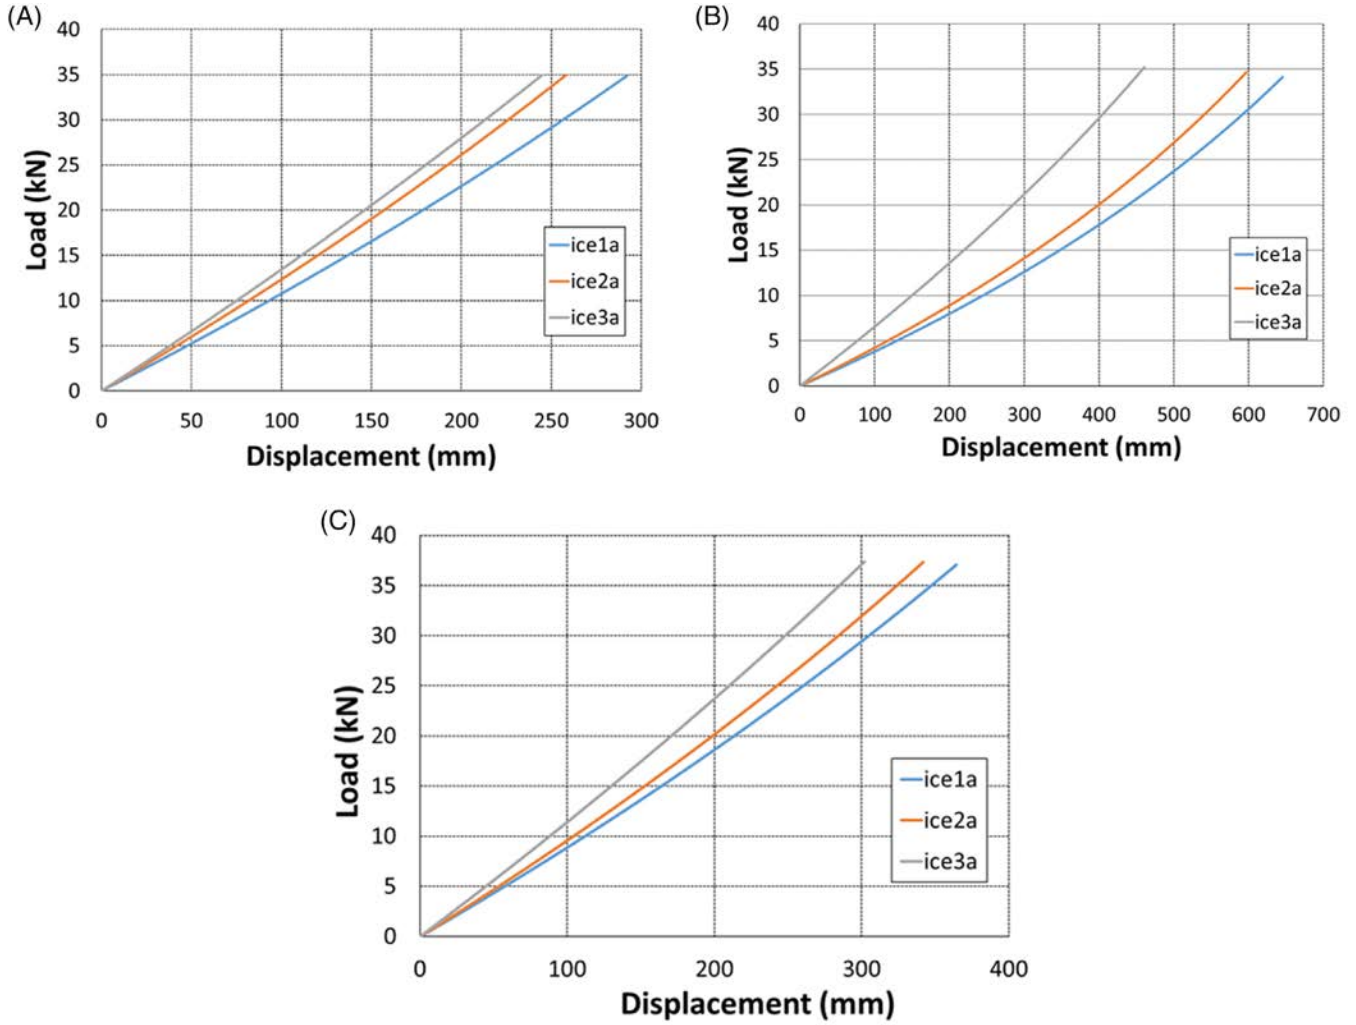 (A)
40
35
30
25
20
15
10
5
0
Load (kN)
0 50 100 150 200 250 300
Displacement (mm)
ice1a
ice2a
ice3a
(B)
40
35
30
25
20
15
10
5
0
Load (kN)
0 100 200 300 400 500 600 700
Displacement (mm)
ice1a
ice2a
ice3a
(C)
40
35
30
25
20
15
10
5
0
Load (kN)
0 100 200 300 400
Displacement (mm)
ice1a
ice2a
ice3a